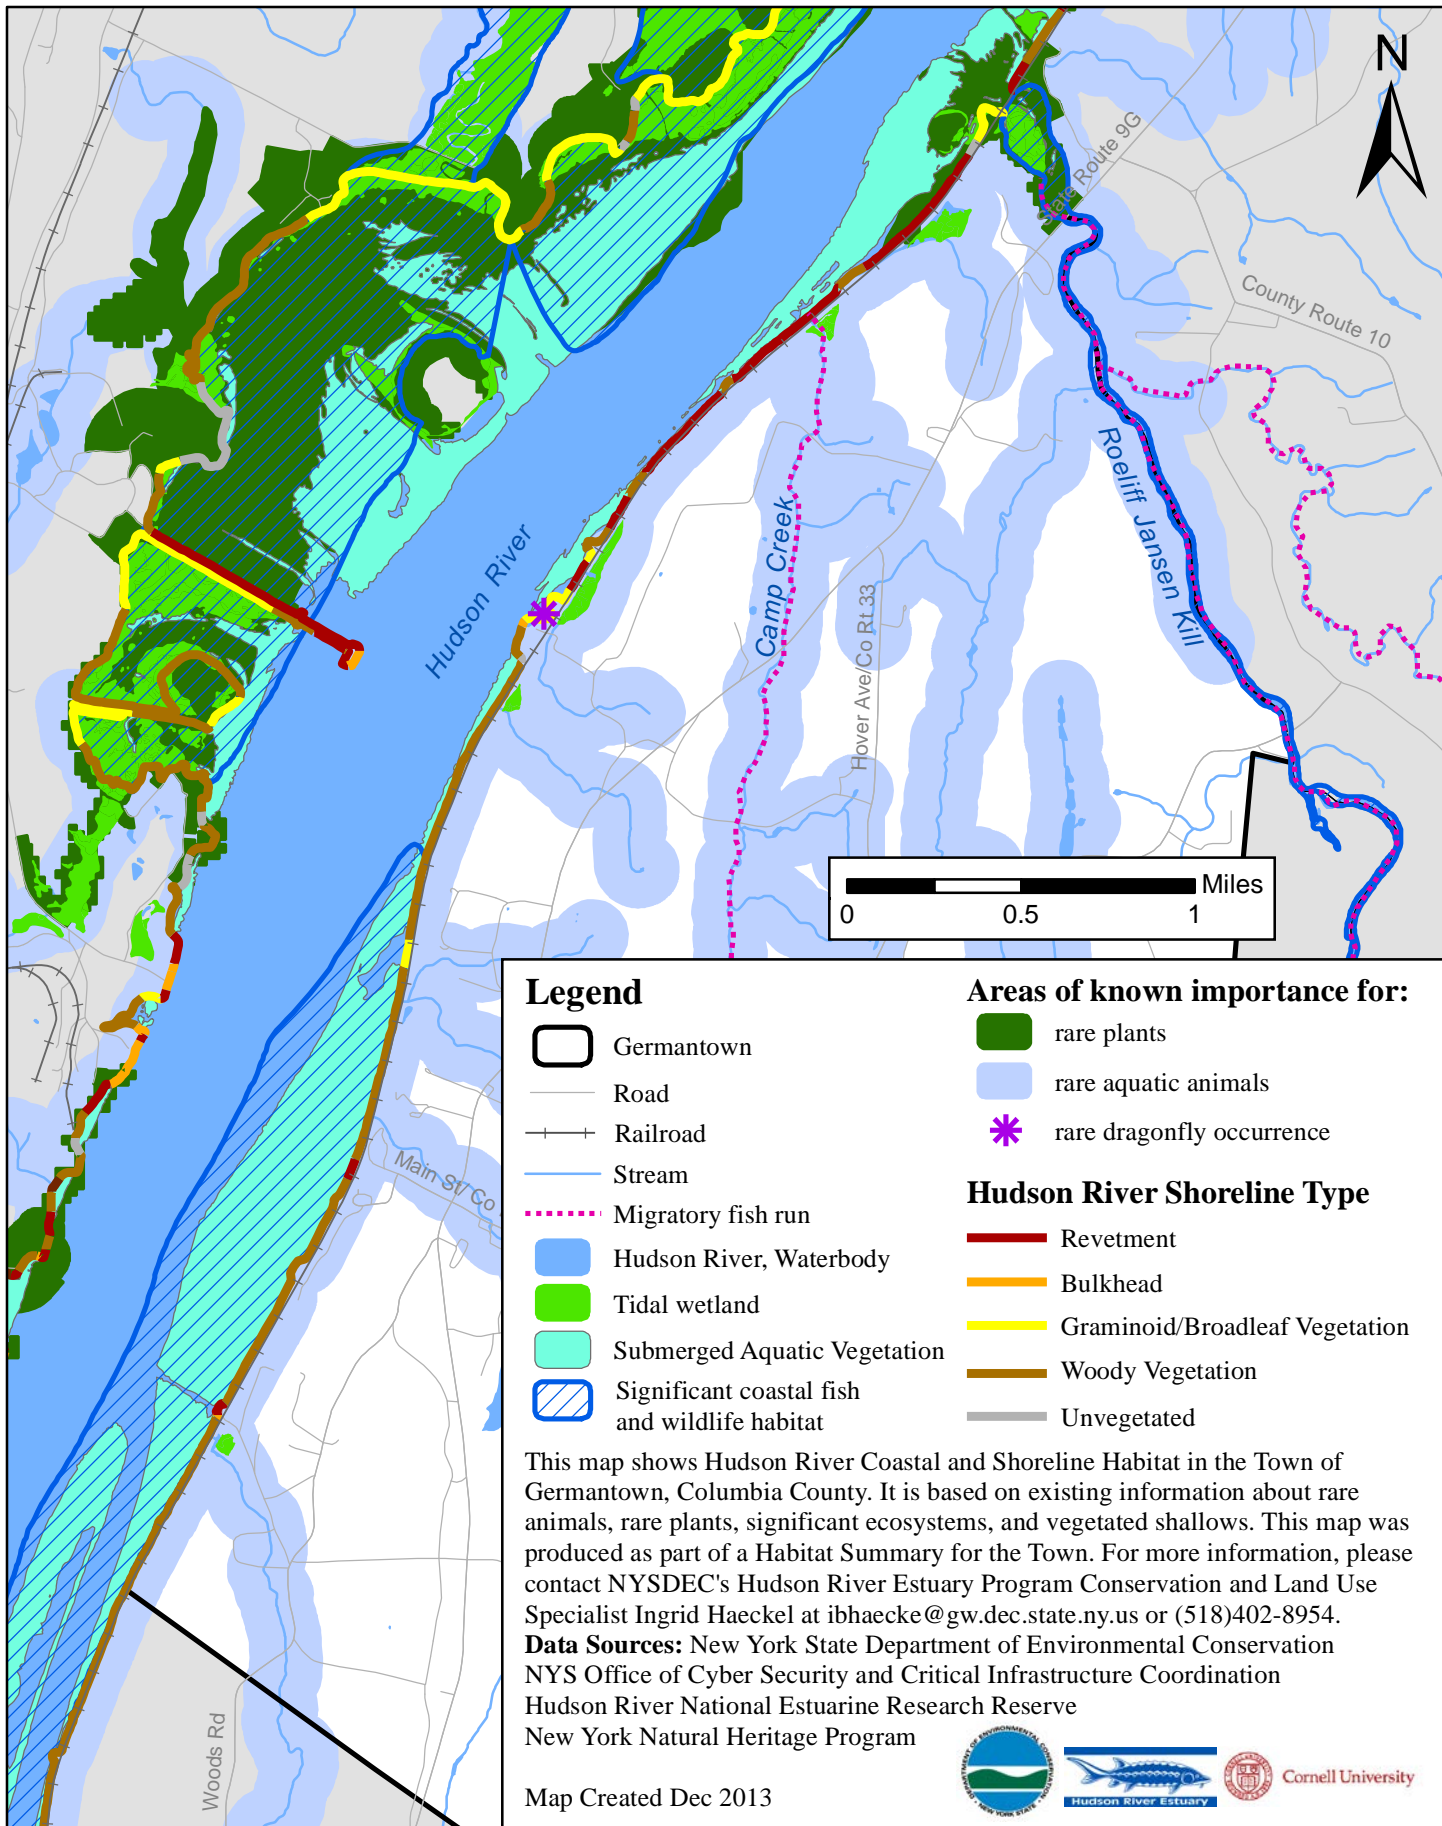 N
State Route 9G
County Route 10
Roeliff Jansen Kill
Camp Creek
Hudson River
Hover Ave/Co Rt 33
Main St/ Co
Woods Rd
Miles
0 0.5 1
Legend
Germantown
Road
Railroad
Stream
Migratory fish run
Hudson River, Waterbody
Tidal wetland
Submerged Aquatic Vegetation
Significant coastal fish
and wildlife habitat
Areas of known importance for:
rare plants
rare aquatic animals
rare dragonfly occurrence
Hudson River Shoreline Type
Revetment
Bulkhead
Graminoid/Broadleaf Vegetation
Woody Vegetation
Unvegetated
This map shows Hudson River Coastal and Shoreline Habitat in the Town of
Germantown, Columbia County. It is based on existing information about rare
animals, rare plants, significant ecosystems, and vegetated shallows. This map was
produced as part of a Habitat Summary for the Town. For more information, please
contact NYSDEC's Hudson River Estuary Program Conservation and Land Use
Specialist Ingrid Haeckel at ibhaecke@gw.dec.state.ny.us or (518)402-8954.
Data Sources: New York State Department of Environmental Conservation
NYS Office of Cyber Security and Critical Infrastructure Coordination
Hudson River National Estuarine Research Reserve
New York Natural Heritage Program
Map Created Dec 2013
DEPARTMENT OF ENVIRONMENTAL CONSERVATION
NEW YORK STATE
Hudson River Estuary
Cornell University